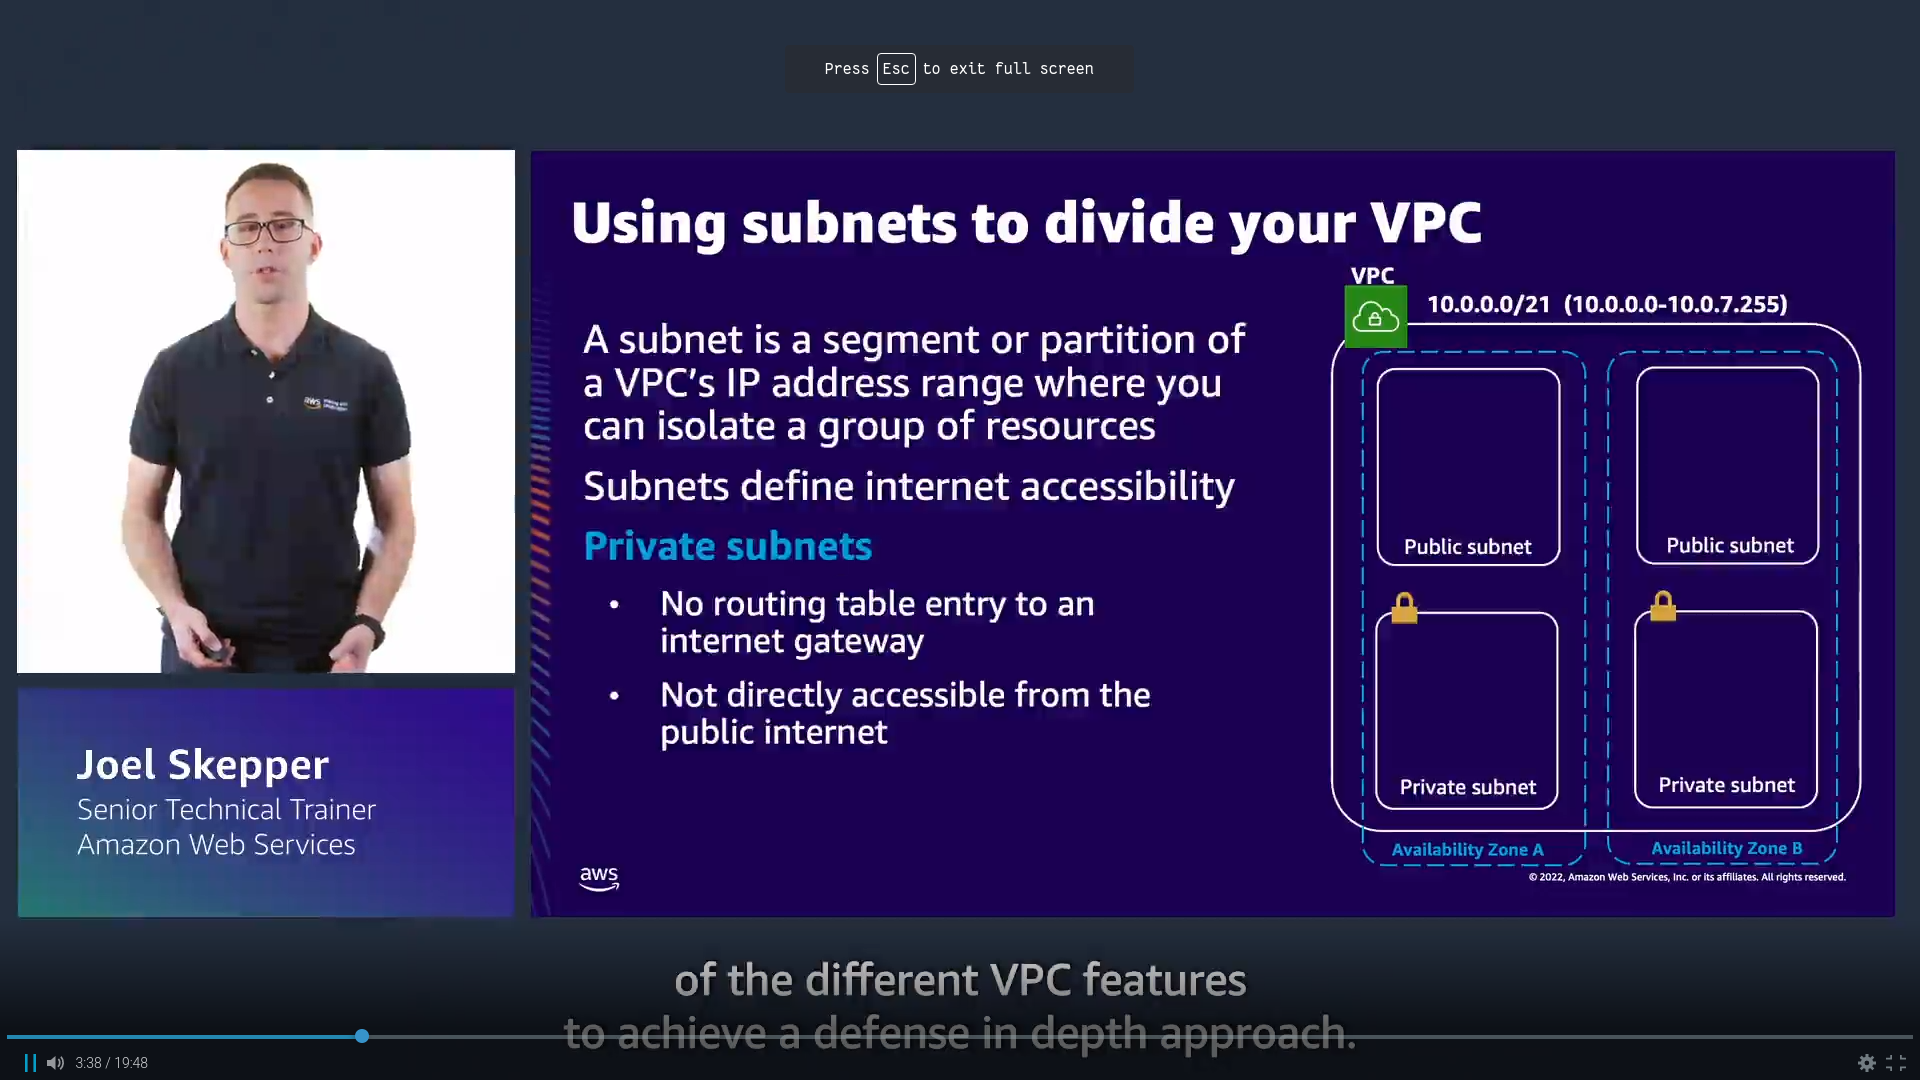 Press Esc to exit full screen
Using subnets to divide your VPC
VPC
10.0.0.0/21 (10.0.0.0-10.0.7.255)
A subnet is a segment or partition of
a VPC’s IP address range where you
can isolate a group of resources
Subnets define internet accessibility
Private subnets
• No routing table entry to an
internet gateway
• Not directly accessible from the
public internet
Public subnet
Public subnet
Private subnet
Private subnet
Availability Zone A
Availability Zone B
aws
© 2022, Amazon Web Services, Inc. or its affiliates. All rights reserved.
aws
Joel Skepper
Senior Technical Trainer
Amazon Web Services
of the different VPC features
to achieve a defense in depth approach.
3:38 / 19:48